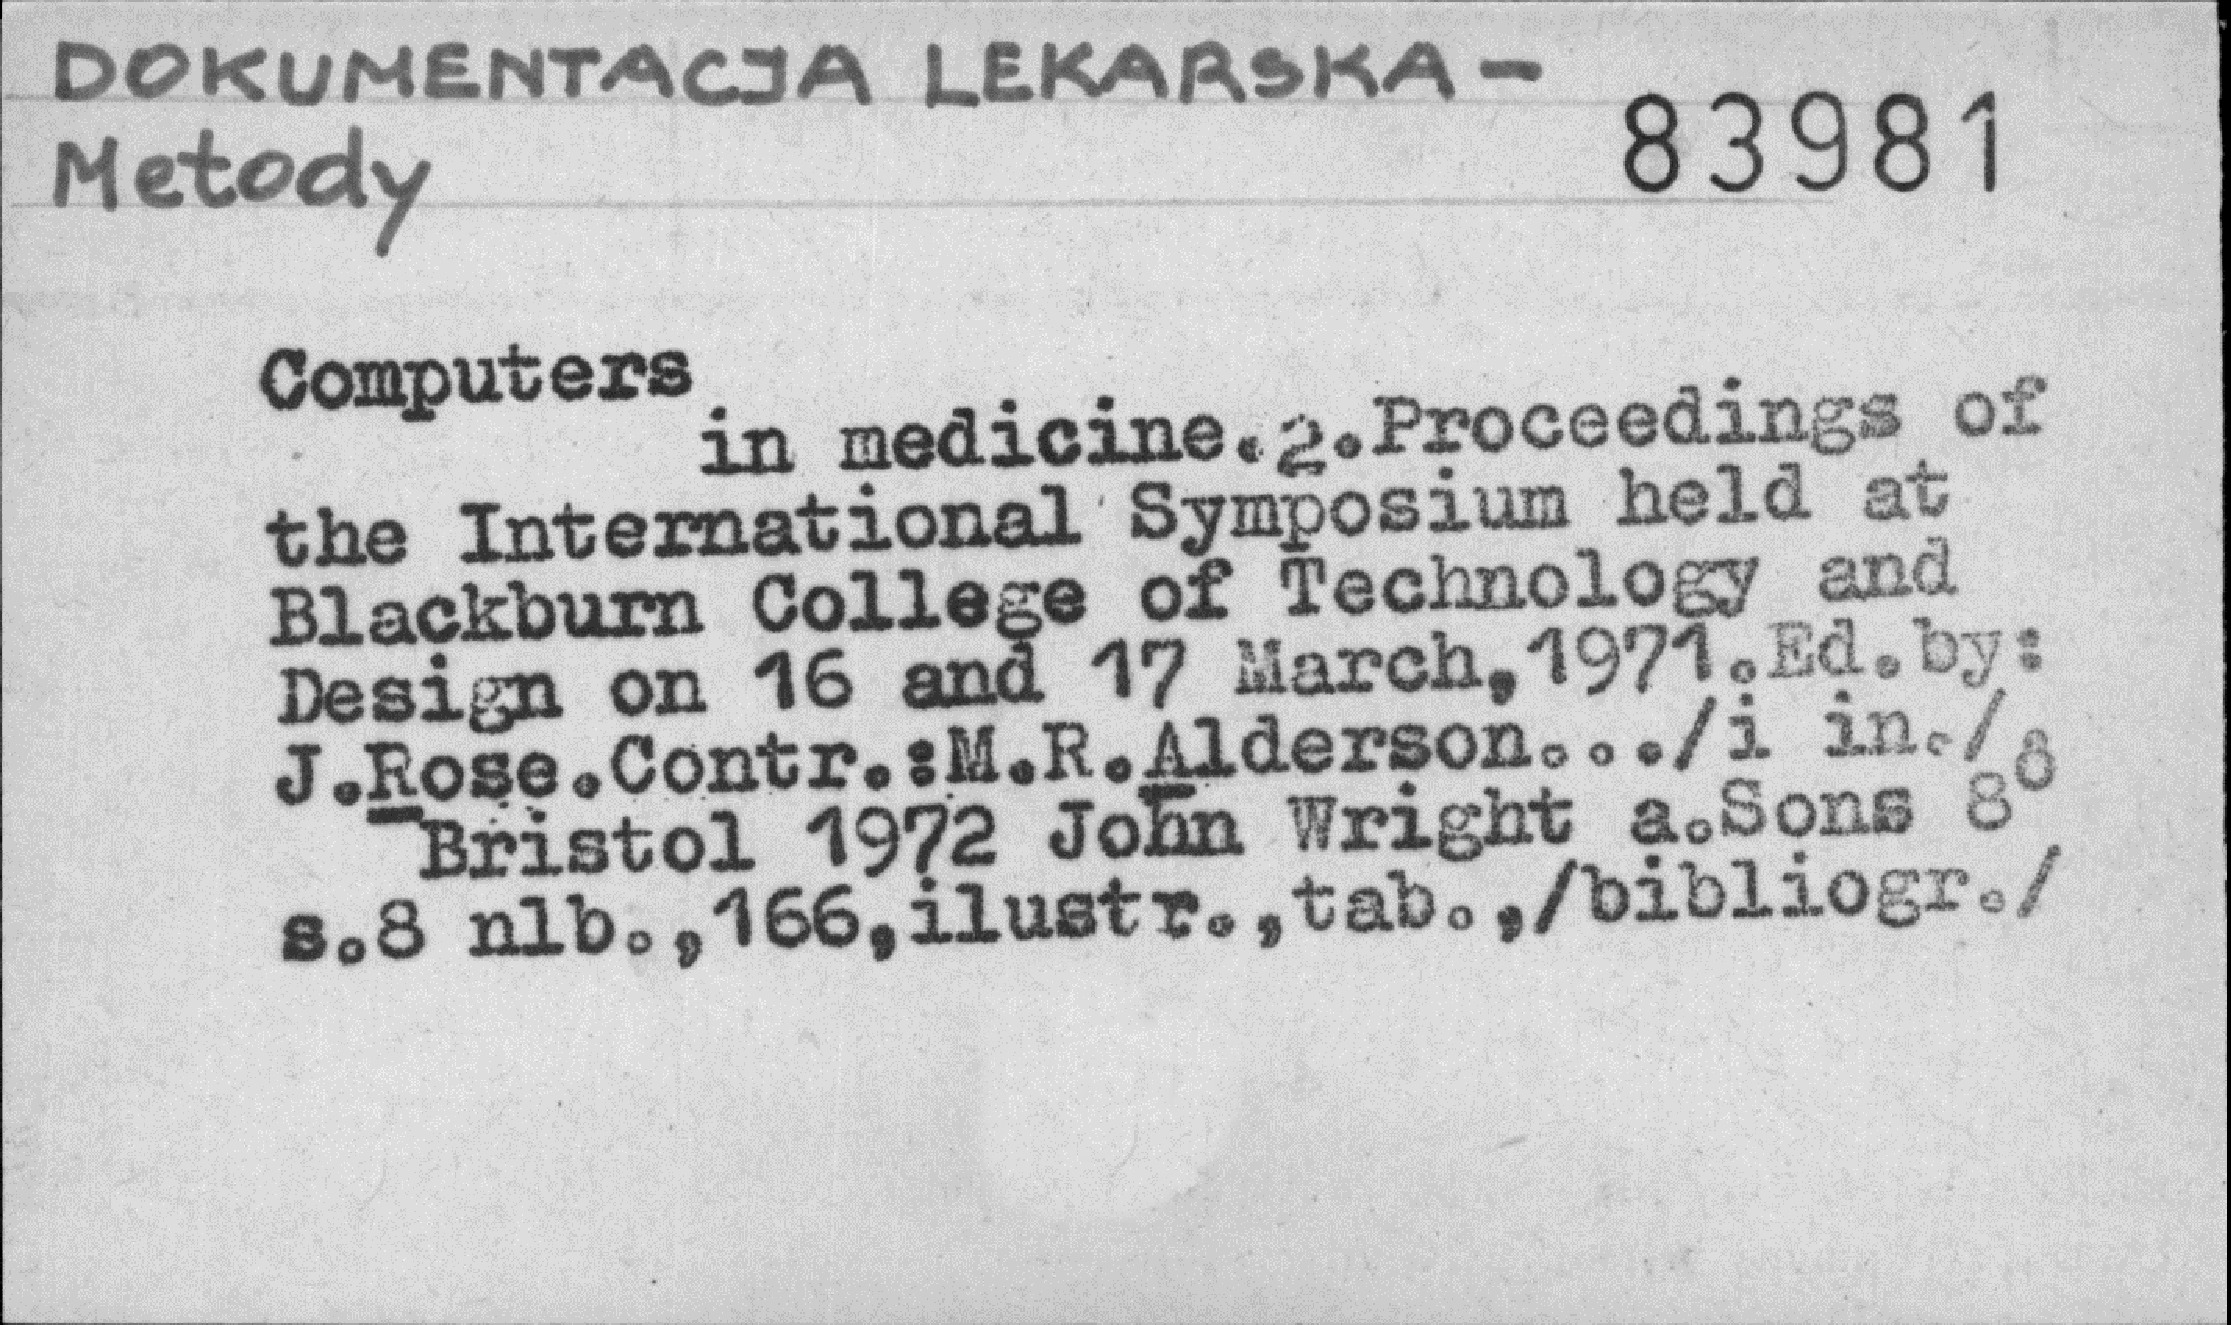 DOKUMENTACJA LEKARSKA –
Metody
83981
Computers
in medicine.2.Proceedings of
the International Symposium held at
Blackburn College of Technology and
Design on 16 and 17 March,1971.Ed.by:
J.Rose.Contr.:M.R.Alderson.../i in./
Bristol 1972 John Wright a.Sons 8⁰
s.8 nlb.,166,ilustr.,tab.,/bibliogr./